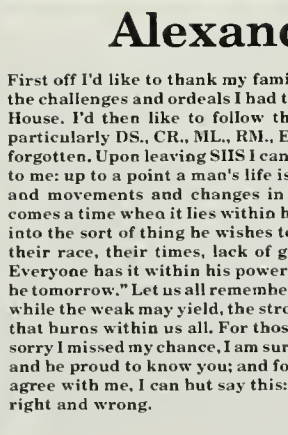 Alexand
First off I'd like to thank my fami
the challenges and ordeals I had t
House. I'd then like to follow th
particularly DS., CR., ML., RM., E
forgotten. Upon leaving SIIS I can
to me: up to a point a man's life is
and movements and changes in
comes a time when it lies within h
into the sort of thing he wishes to
their race, their times, lack of g
Everyone has it within his power
be tomorrow." Let us all remembe
while the weak may yield, the stro
that burns within us all. For thos
sorry I missed my chance, I am sur
and be proud to know you; and fo
agree with me, I can but say this:
right and wrong.